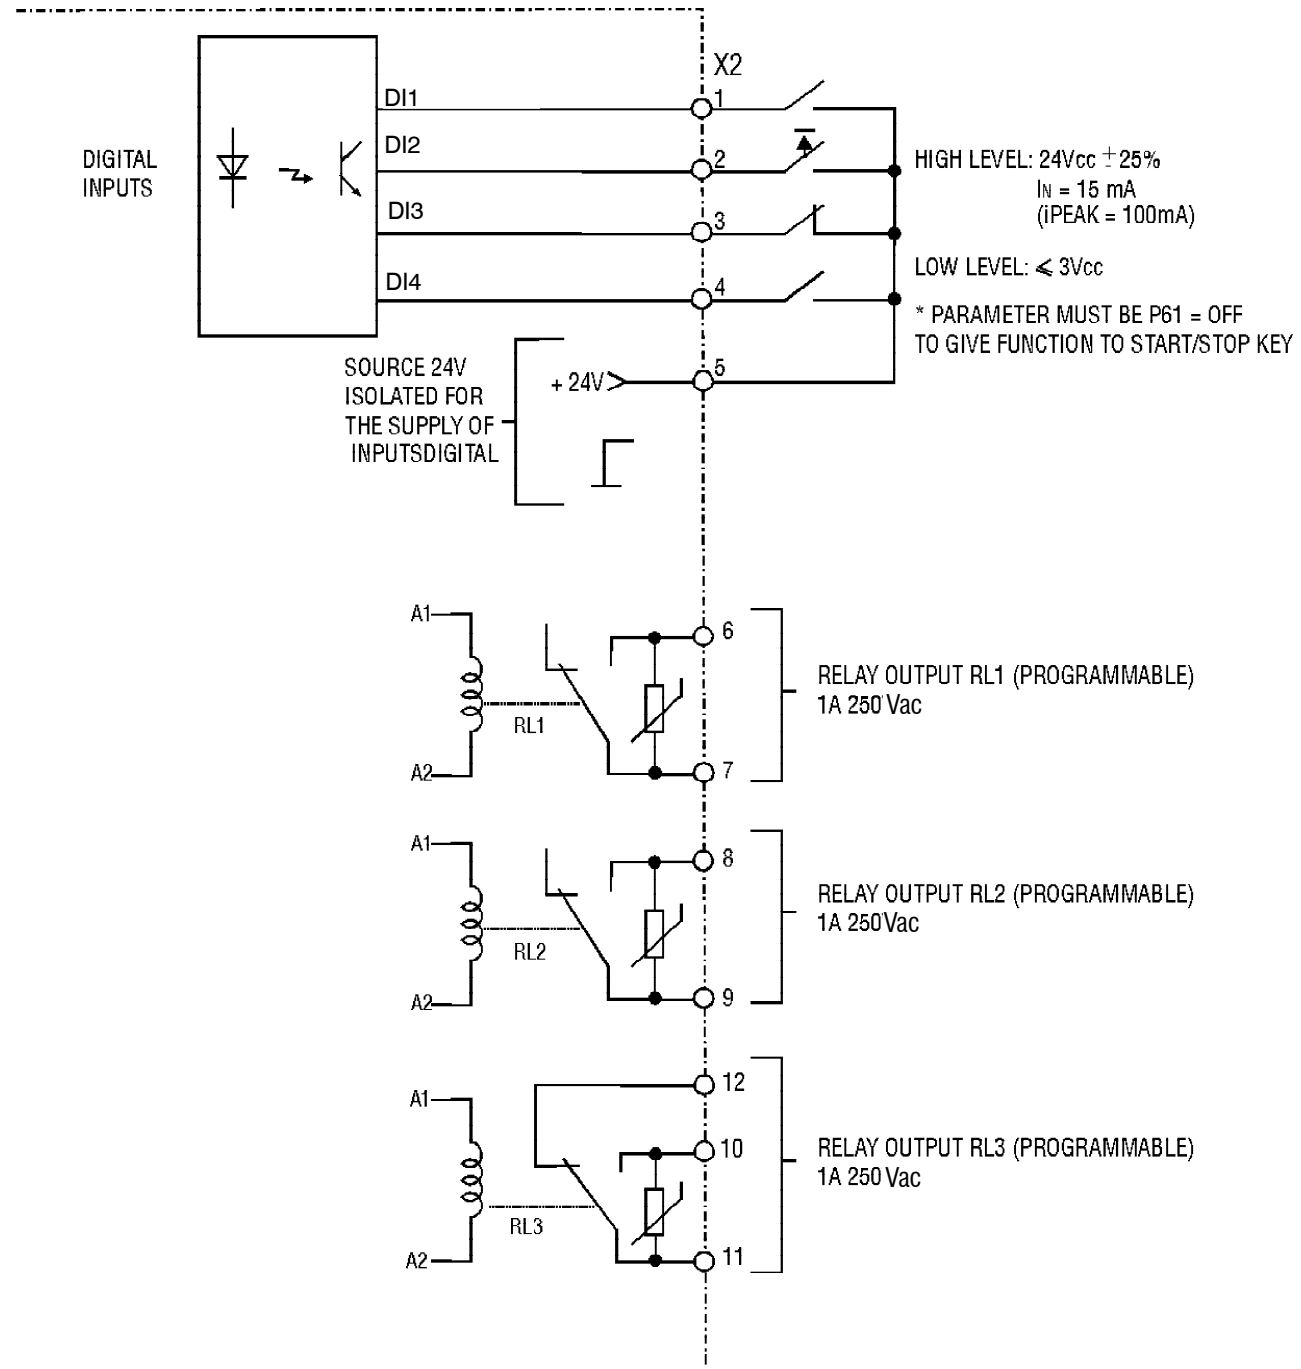 X2
DI1
1
DI2
2
DIGITAL
INPUTS
HIGH LEVEL: 24Vcc ± 25%
IN = 15 mA
(iPEAK = 100mA)
DI3
3
DI4
4
LOW LEVEL: ⩽ 3Vcc
* PARAMETER MUST BE P61 = OFF
TO GIVE FUNCTION TO START/STOP KEY
SOURCE 24V
ISOLATED FOR
THE SUPPLY OF
INPUTSDIGITAL
+ 24V
5
A1
6
RL1
RELAY OUTPUT RL1 (PROGRAMMABLE)
1A 250 Vac
A2
7
A1
8
RL2
RELAY OUTPUT RL2 (PROGRAMMABLE)
1A 250 Vac
A2
9
12
A1
10
RL3
RELAY OUTPUT RL3 (PROGRAMMABLE)
1A 250 Vac
A2
11